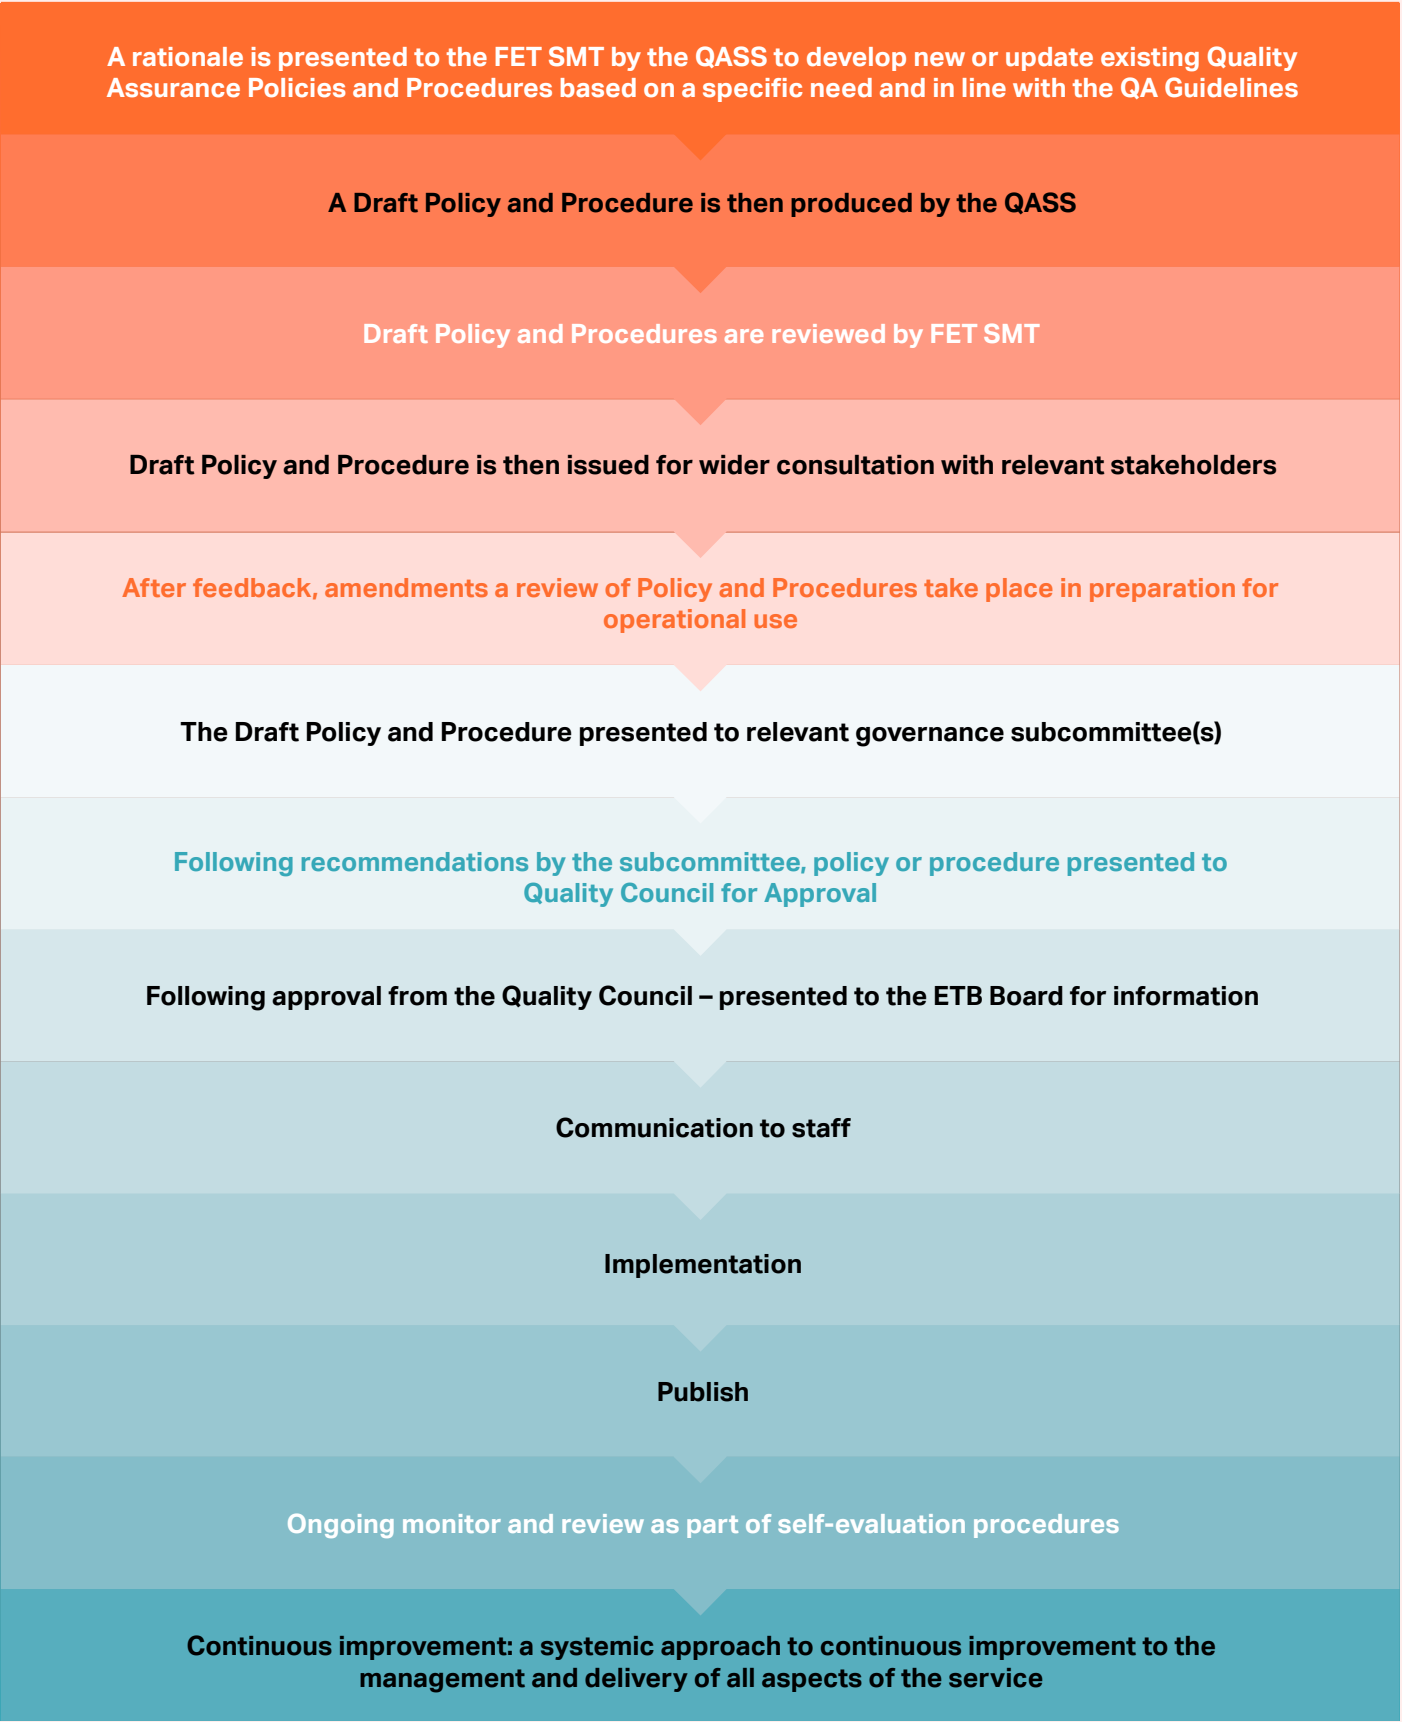 A rationale is presented to the FET SMT by the QASS to develop new or update existing Quality
Assurance Policies and Procedures based on a specific need and in line with the QA Guidelines
A Draft Policy and Procedure is then produced by the QASS
Draft Policy and Procedures are reviewed by FET SMT
Draft Policy and Procedure is then issued for wider consultation with relevant stakeholders
After feedback, amendments a review of Policy and Procedures take place in preparation for
operational use
The Draft Policy and Procedure presented to relevant governance subcommittee(s)
Following recommendations by the subcommittee, policy or procedure presented to
Quality Council for Approval
Following approval from the Quality Council – presented to the ETB Board for information
Communication to staff
Implementation
Publish
Ongoing monitor and review as part of self-evaluation procedures
Continuous improvement: a systemic approach to continuous improvement to the
management and delivery of all aspects of the service